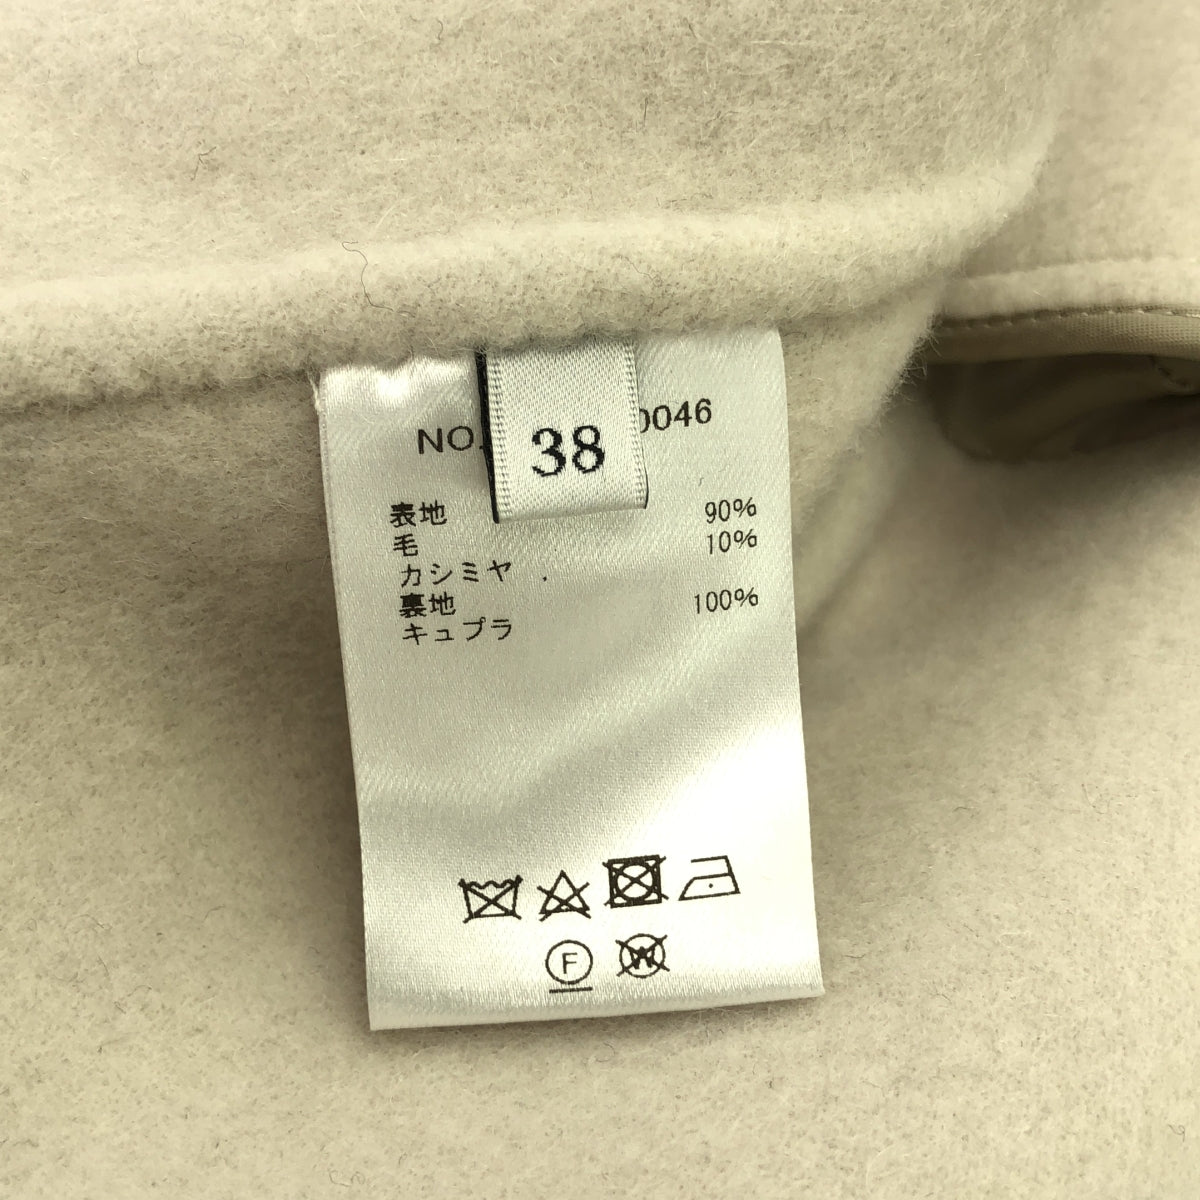 NO. 0046
38
表地 90%
毛 10%
カシミヤ
裏地 100%
キュプラ
F
W